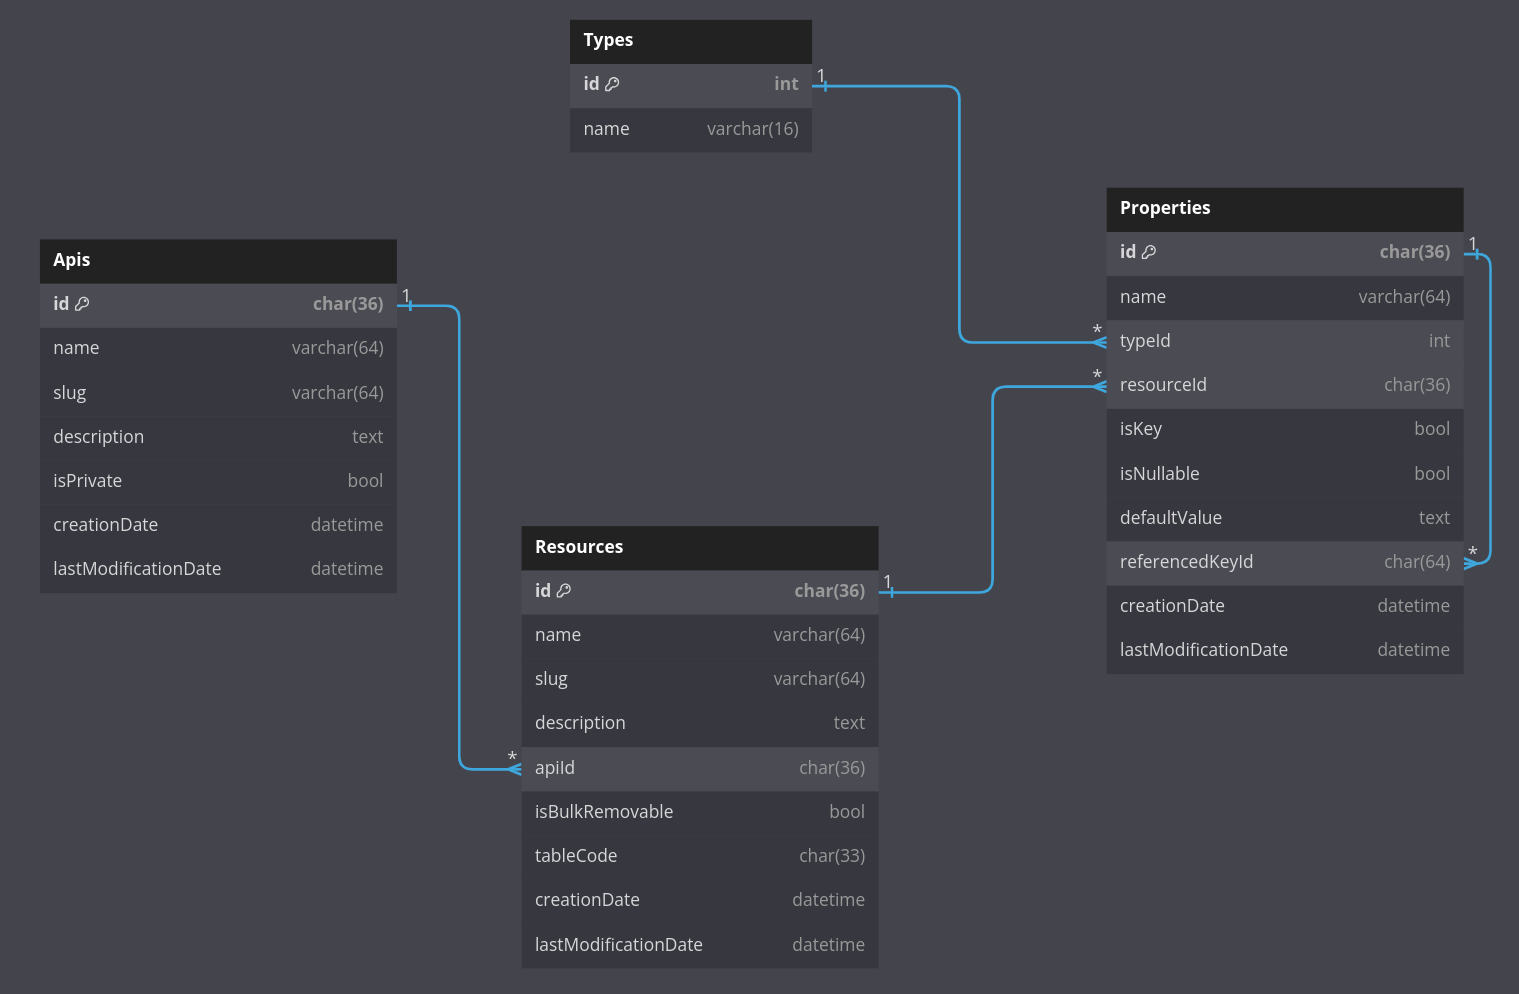 Types
id int
1
name varchar(16)
Apis
id char(36)
1
name varchar(64)
slug varchar(64)
description text
isPrivate bool
creationDate datetime
lastModificationDate datetime
Resources
id char(36)
1
name varchar(64)
slug varchar(64)
description text
*
apiId char(36)
isBulkRemovable bool
tableCode char(33)
creationDate datetime
lastModificationDate datetime
Properties
id char(36)
1
name varchar(64)
*
typeId int
*
resourceId char(36)
isKey bool
isNullable bool
defaultValue text
referencedKeyId char(64)
*
creationDate datetime
lastModificationDate datetime